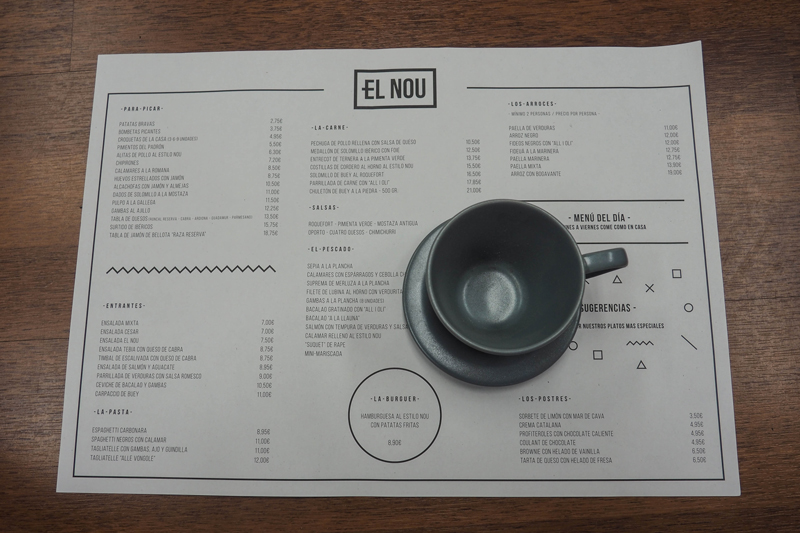 EL NOU
·PARA·PICAR·
PATATAS BRAVAS 2.75€
BOMBETAS PICANTES 3.75€
CROQUETAS DE LA CASA 4.95€
PIMIENTOS DEL PADRÓN 5.50€
ALITAS DE POLLO AL ESTILO NOU 6.30€
CHIPIRONES 7.20€
CALAMARES A LA ROMANA 8.50€
HUEVOS ESTRELLADOS CON JAMÓN 8.75€
ALCACHOFAS CON JAMÓN Y ALMEJAS 10,50€
DADOS DE SOLOMILLO A LA MOSTAZA 11,00€
PULPO A LA GALLEGA 11,50€
GAMBAS AL AJILLO 12,25€
TABLA DE QUESOS 13,50€
SURTIDO DE IBÉRICOS 15,75€
TABLA DE JAMÓN DE BELLOTA "RAZA RESERVA" 18,75€
·ENTRANTES·
ENSALADA MIXTA 7.00€
ENSALADA CESAR 7.00€
ENSALADA EL NOU 7.50€
ENSALADA TEBIA CON QUESO DE CABRA 8.75€
TIMBAL DE ESCALIVADA CON QUESO DE CABRA 8,75€
ENSALADA DE SALMÓN Y AGUACATE 8,95€
PARRILLADA DE VERDURAS CON SALSA ROMESCO 9,00€
CEVICHE DE BACALAO Y GAMBAS 10,50€
CARPACCIO DE BUEY 11,00€
·LA·PASTA·
ESPAGHETTI CARBONARA 8,95€
SPAGHETTI NEGROS CON CALAMAR 11,00€
TAGLIATELLE CON GAMBAS, AJO Y GUINDILLA 11,00€
TAGLIATELLE "ALLE VONGOLE" 12,00€
·LA·CARNE·
PECHUGA DE POLLO RELLENA CON SALSA DE QUESO 10,50€
MEDALLÓN DE SOLOMILLO IBÉRICO CON FOIE 12,50€
ENTRECOT DE TERNERA A LA PIMIENTA VERDE 15,75€
COSTILLAS DE CORDERO AL HORNO AL ESTILO NOU 15,50€
SOLOMILLO DE BUEY AL ROQUEFORT 16,50€
PARRILLADA DE CARNE CON "ALL I OLI" 17,95€
CHULETON DE BUEY A LA PIEDRA · 500 GR. 21,00€
·SALSAS·
ROQUEFORT · PIMIENTA VERDE · MOSTAZA ANTIGUA
OPORTO · CUATRO QUESOS · CHIMICHURRI
·EL·PESCADO·
SEPIA A LA PLANCHA
CALAMARES CON ESPÁRRAGOS Y CEBOLLA
SUPREMA DE MERLUZA A LA PLANCHA
FILETE DE LUBINA AL HORNO CON VERDURITA
GAMBAS A LA PLANCHA (8 UNIDADES)
BACALAO GRATINADO CON "ALL I OLI"
BACALAO "A LA LLAUNA"
SALMÓN CON TEMPURA DE VERDURAS Y
CALAMAR RELLENO AL ESTILO NOU
"SUQUET" DE RAPE
MINI-MARISCADA
·LA·BURGUER·
HAMBURGUESA AL ESTILO NOU
CON PATATAS FRITAS
8,90€
·LOS·ARROCES·
MÍNIMO 2 PERSONAS / PRECIO POR PERSONA
PAELLA DE VERDURAS 11,00€
ARROZ NEGRO 12,00€
FIDEOS NEGROS CON "ALL I OLI" 12,00€
FIDEUÁ A LA MARINERA 12,75€
PAELLA MARINERA 12,75€
PAELLA MIXTA 13,90€
ARROZ CON BOGAVANTE 19,00€
- MENÚ DEL DÍA -
A VIERNES COME COMO EN CASA
SUGERENCIAS -
NUESTROS PLATOS MAS ESPECIALES
·LOS·POSTRES·
SORBETE DE LIMÓN CON MAR DE CAVA 3,50€
CREMA CATALANA 4,95€
PROFITEROLES CON CHOCOLATE CALIENTE 4,95€
COULANT DE CHOCOLATE 4,95€
BROWNIE CON HELADO DE VAINILLA 6,50€
TARTA DE QUESO CON HELADO DE FRESA 6,50€